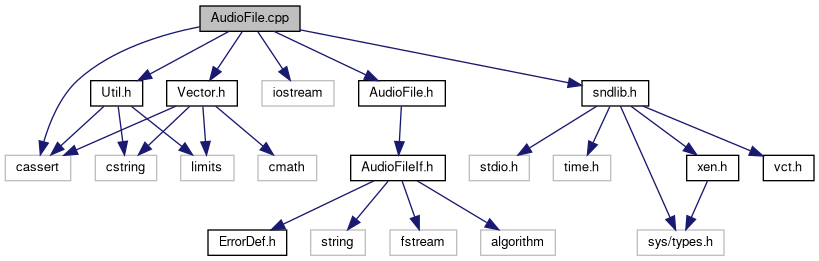 AudioFile.cpp
Util.h
Vector.h
iostream
AudioFile.h
sndlib.h
cassert
cstring
limits
cmath
AudioFileIf.h
stdio.h
time.h
xen.h
vct.h
ErrorDef.h
string
fstream
algorithm
sys/types.h